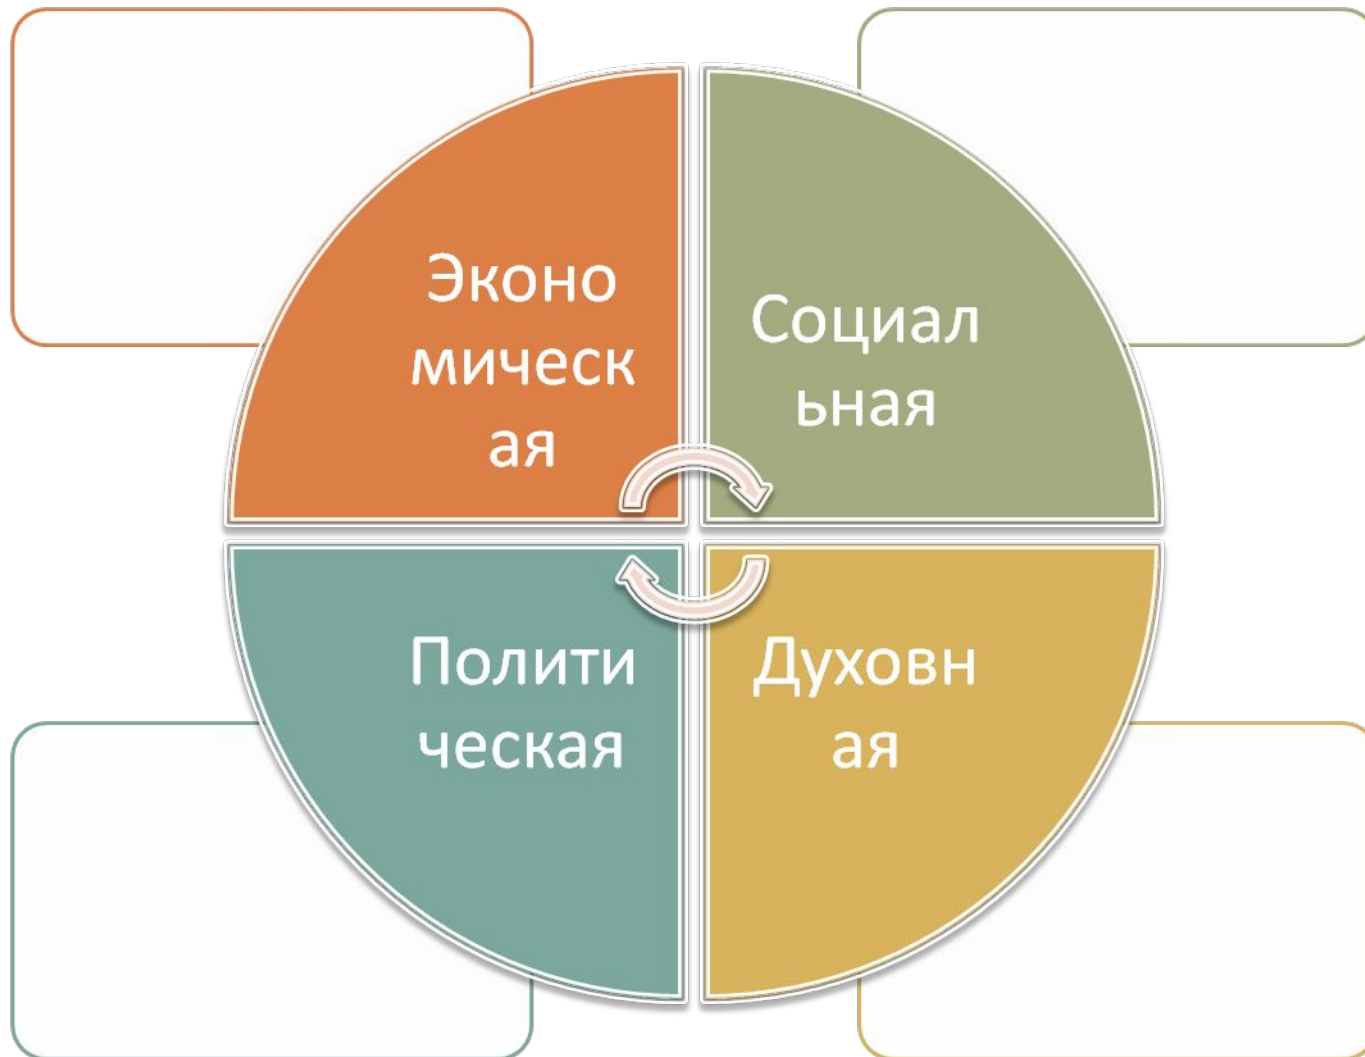 Эконо
мическ
ая
Социал
ьная
Полити
ческая
Духовн
ая